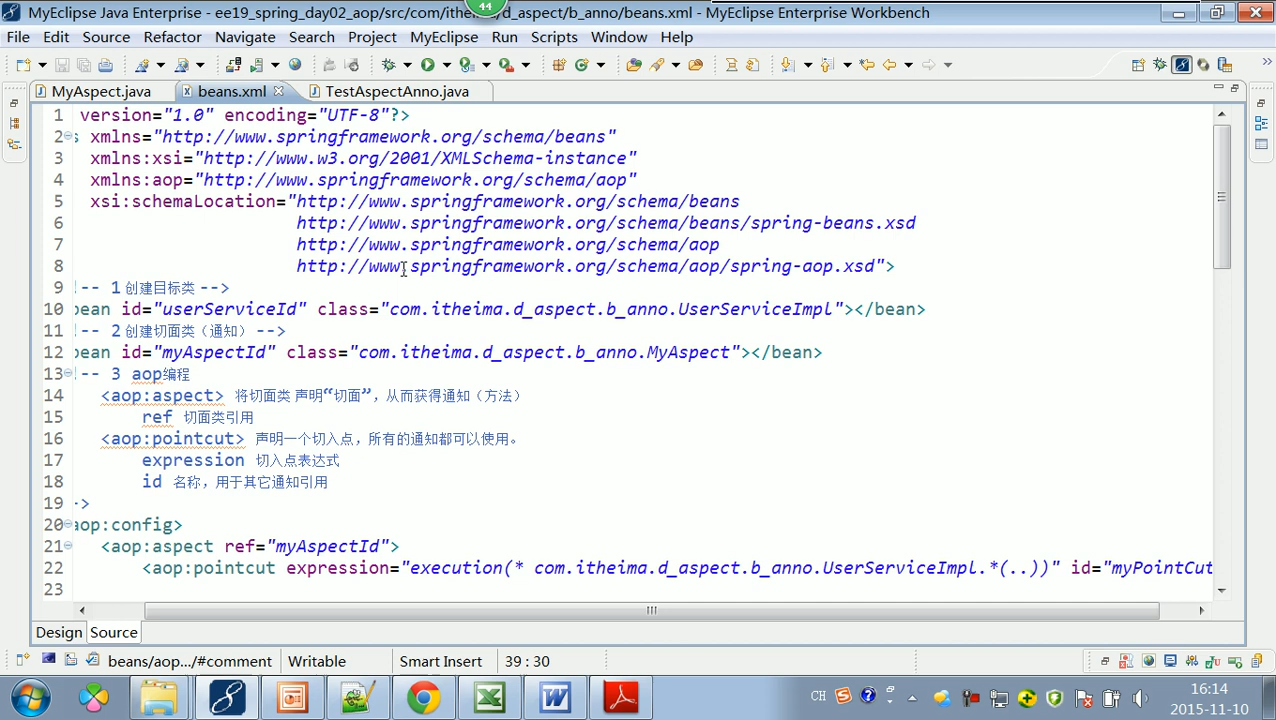 MyEclipse Java Enterprise - ee19_spring_day02_aop/src/com/itheima/d_aspect/b_anno/beans.xml - MyEclipse Enterprise Workbench
44
File Edit Source Refactor Navigate Search Project MyEclipse Run Scripts Window Help
MyAspect.java beans.xml TestAspectAnno.java
1 version="1.0" encoding="UTF-8"?>
2 s xmlns="http://www.springframework.org/schema/beans"
3 xmlns:xsi="http://www.w3.org/2001/XMLSchema-instance"
4 xmlns:aop="http://www.springframework.org/schema/aop"
5 xsi:schemaLocation="http://www.springframework.org/schema/beans
6 http://www.springframework.org/schema/beans/spring-beans.xsd
7 http://www.springframework.org/schema/aop
8 http://www.springframework.org/schema/aop/spring-aop.xsd">
9 !-- 1 创建目标类 -->
10 bean id="userServiceId" class="com.itheima.d_aspect.b_anno.UserServiceImpl"></bean>
11 !-- 2 创建切面类（通知） -->
12 bean id="myAspectId" class="com.itheima.d_aspect.b_anno.MyAspect"></bean>
13 !-- 3 aop编程
14 <aop:aspect> 将切面类 声明“切面”，从而获得通知（方法）
15 ref 切面类引用
16 <aop:pointcut> 声明一个切入点，所有的通知都可以使用。
17 expression 切入点表达式
18 id 名称，用于其它通知引用
19 ->
20 aop:config>
21 <aop:aspect ref="myAspectId">
22 <aop:pointcut expression="execution(* com.itheima.d_aspect.b_anno.UserServiceImpl.*(..))" id="myPointCut
23
Design Source
beans/aop.../#comment Writable Smart Insert 39 : 30
CH 16:14
2015-11-10